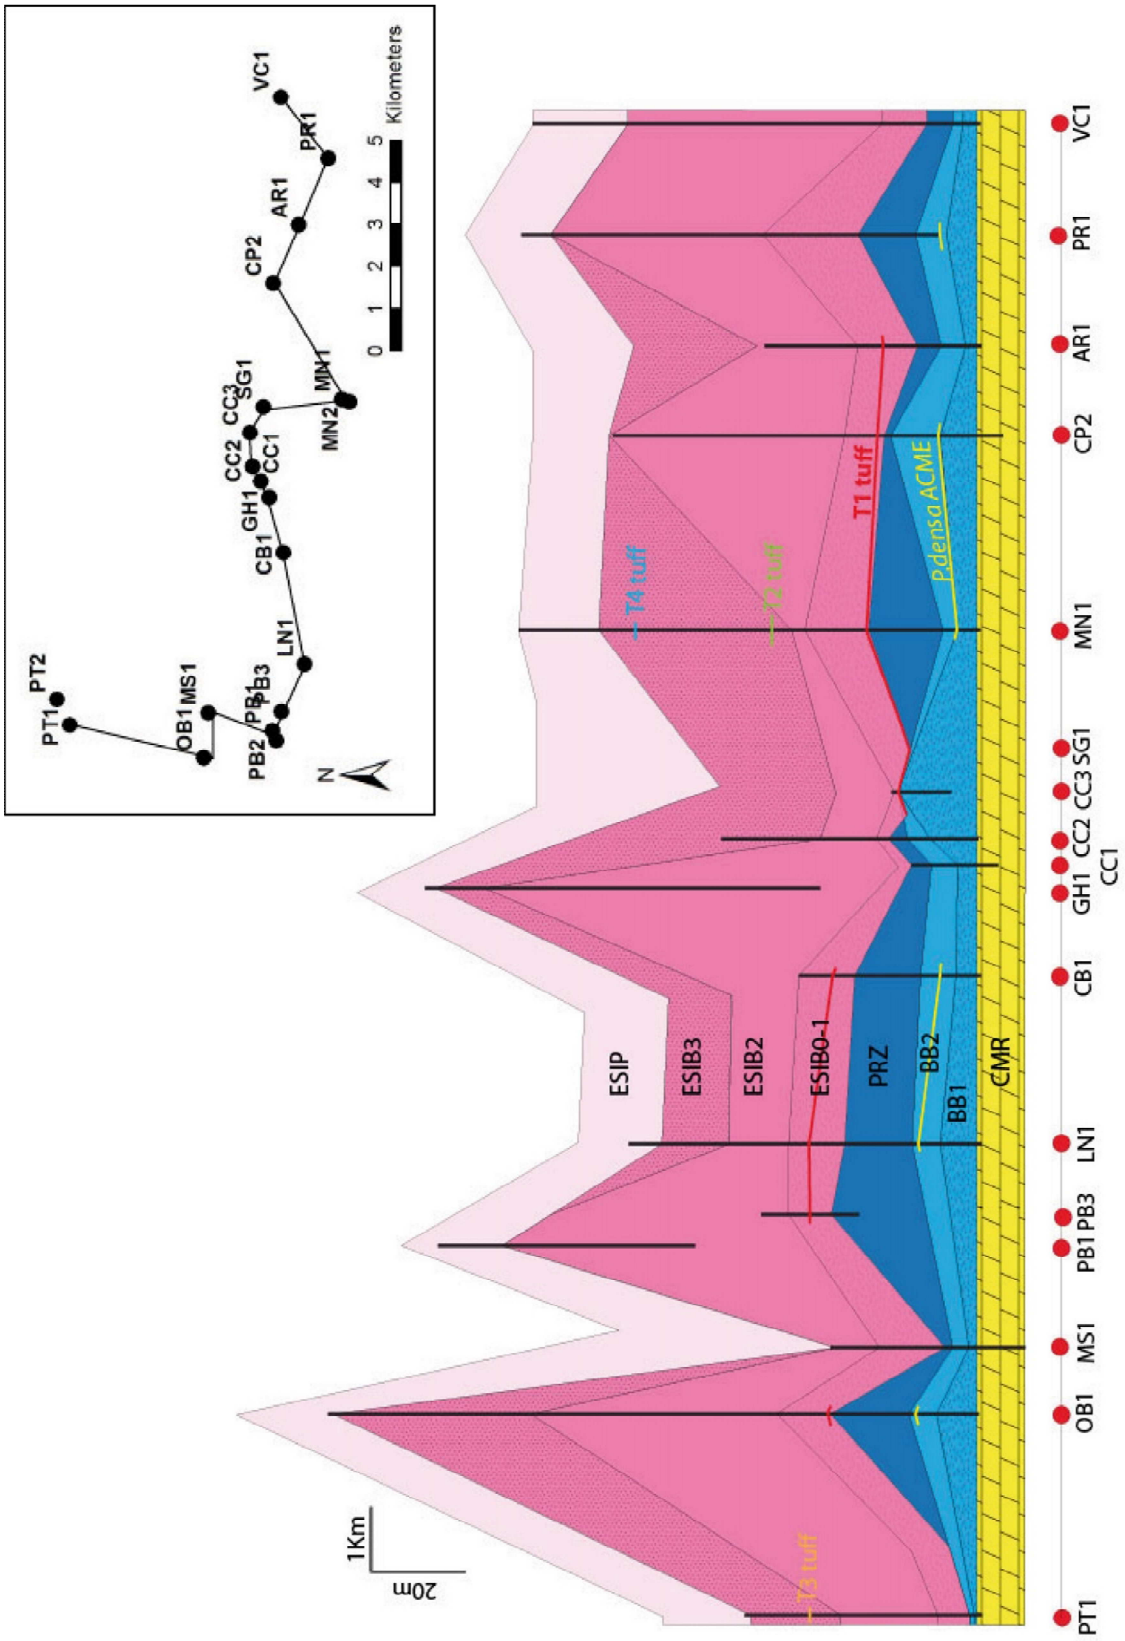 PT1
PT2
OB1
MS1
PB2
PB1
PB3
LN1
CB1
GH1
CC2
CC1
CC3
SG1
MN2
MN1
CP2
AR1
PR1
VC1
N
0 1 2 3 4 5
Kilometers
1Km
20m
T3 tuff
ESIP
ESIB3
ESIB2
ESIB0-1
PRZ
BB2
BB1
CMR
T4 tuff
T2 tuff
T1 tuff
P.densa ACME
PT1 OB1 MS1 PB1 PB3 LN1 CB1 GH1 CC2 CC3 SG1 MN1 CP2 AR1 PR1 VC1
CC1